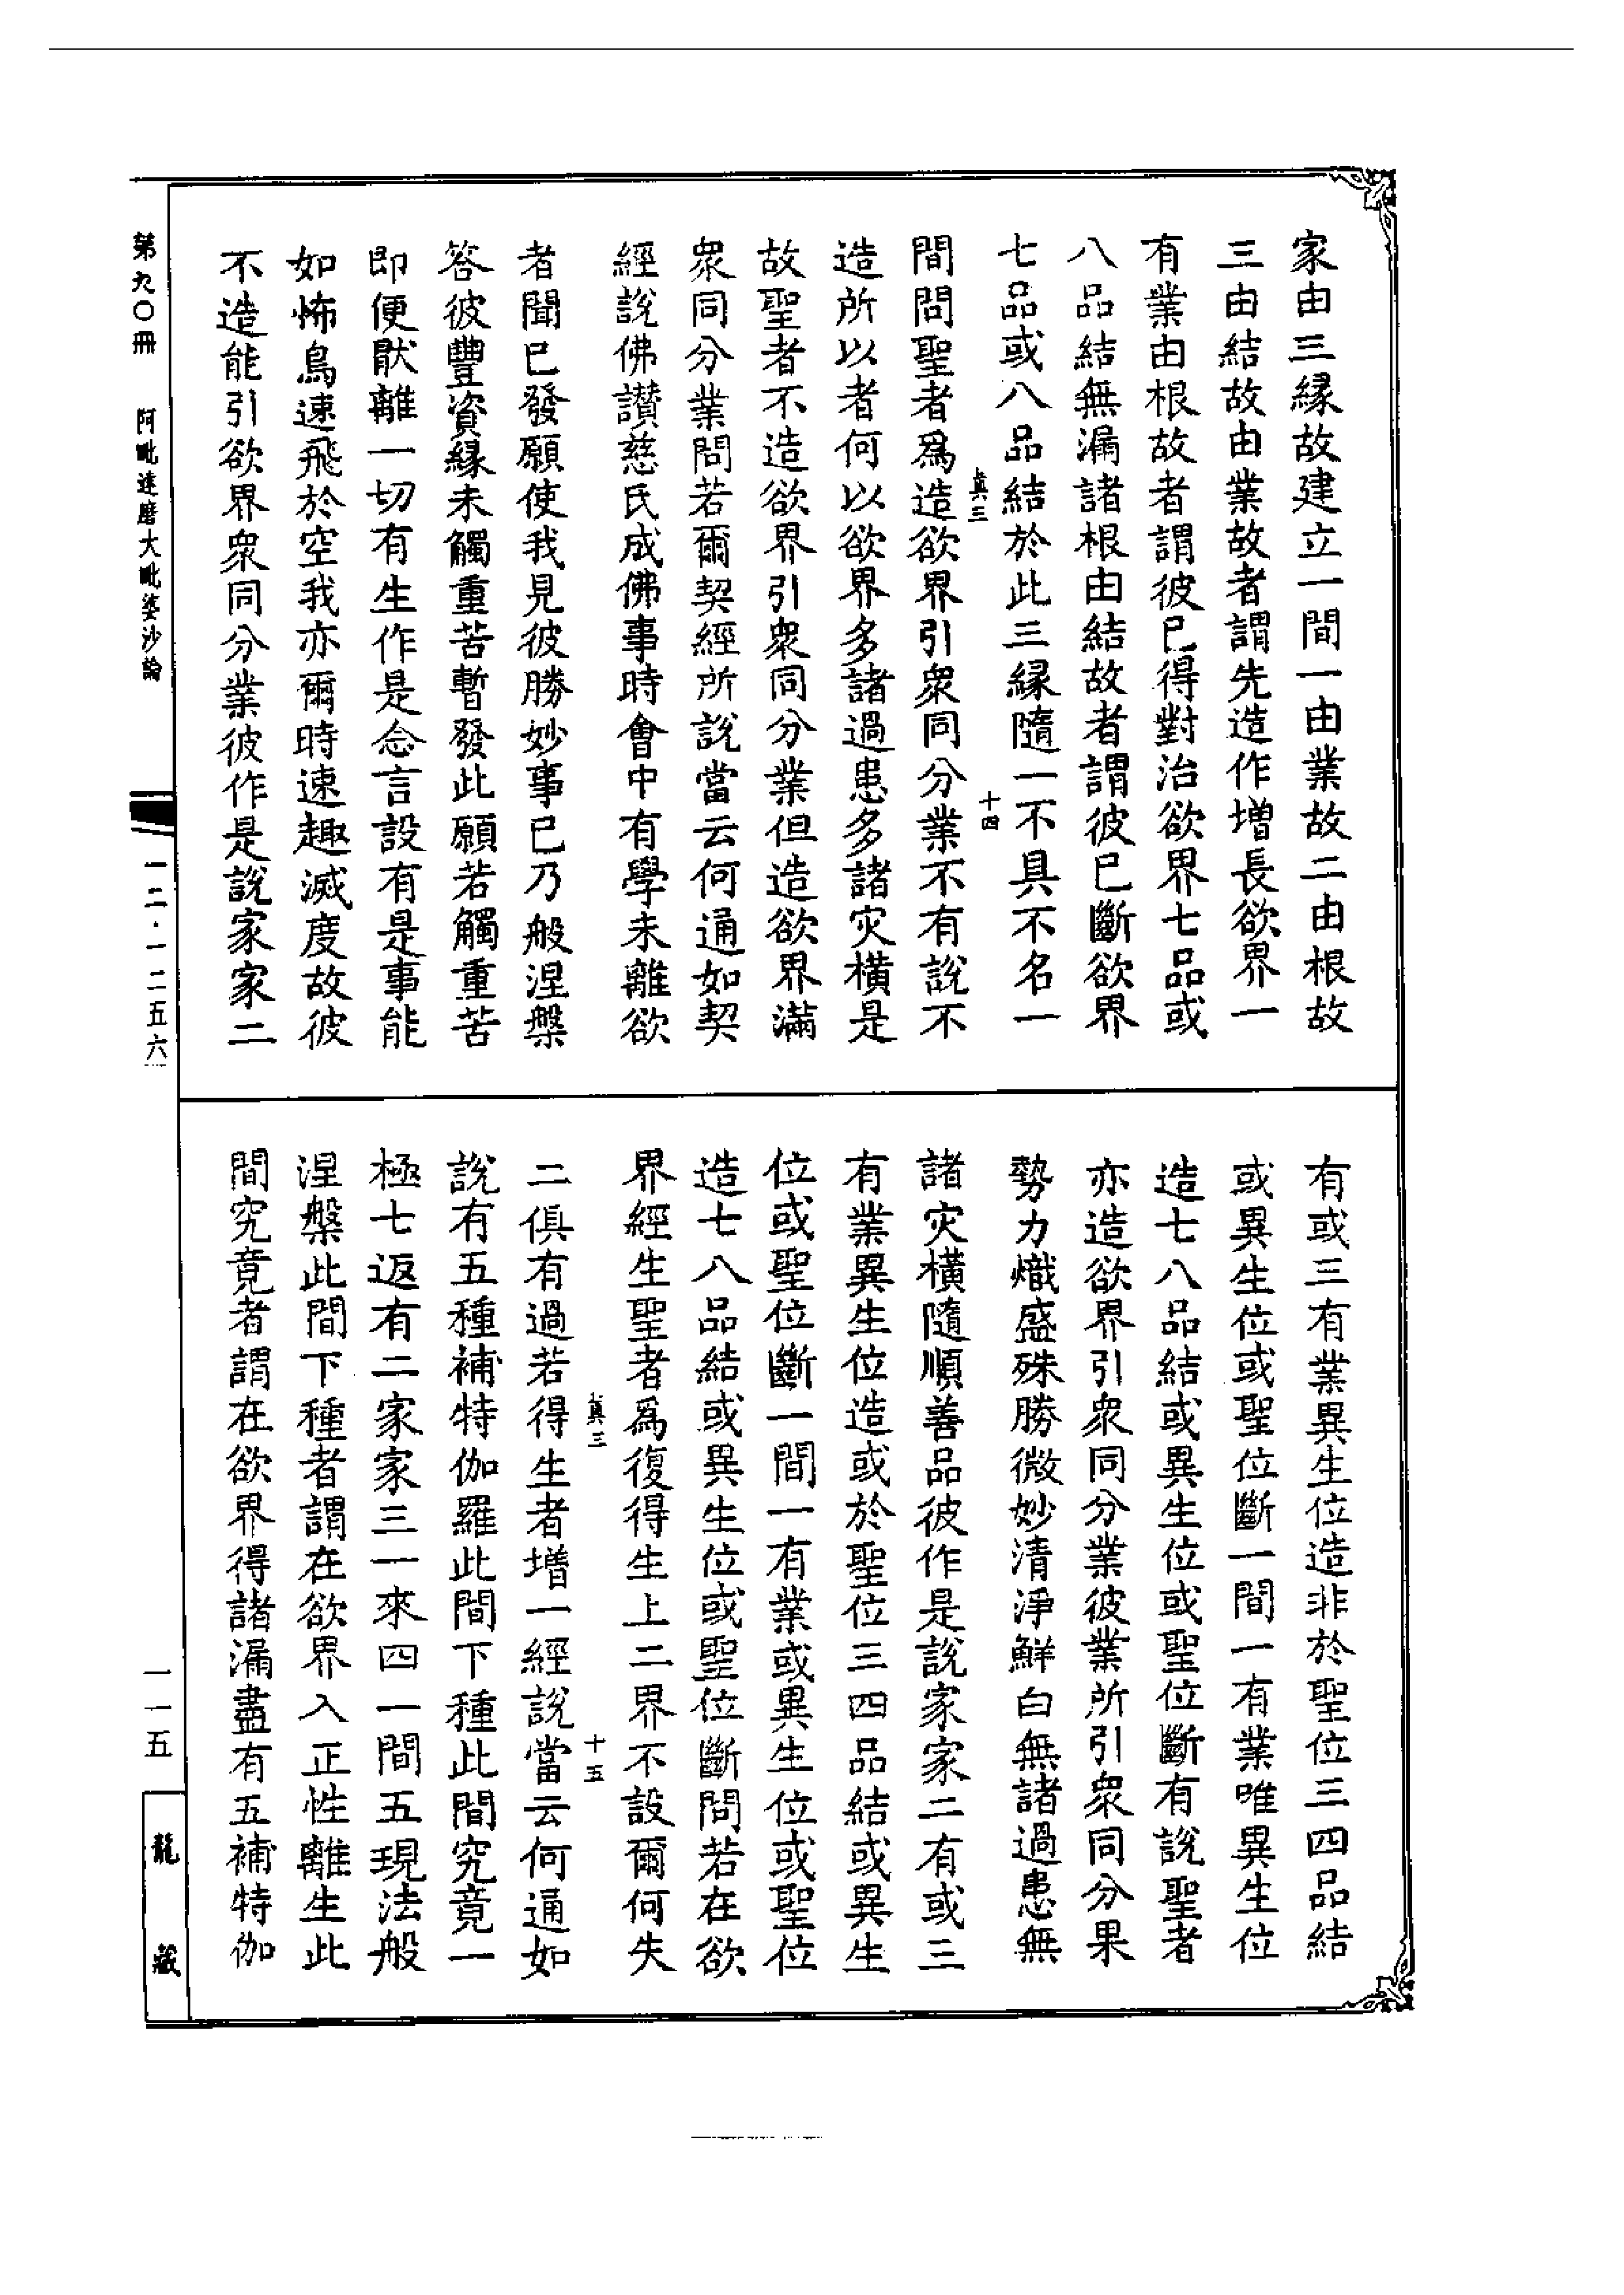 家由三縁故建立一間一由業故二由根故
三由結故由業故者謂先造作增長欲界一
有業由根故者謂彼已得對治欲界七品或
八品結無漏諸根由結故者謂彼已斷欲界
七品或八品結於此三縁隨一不具不名一
真三
十四
間問聖者爲造欲界引衆同分業不有說不
造所以者何以欲界多諸過患多諸灾橫是
故聖者不造欲界引衆同分業但造欲界滿
衆同分業問若爾契經所說當云何通如契
經說佛讃慈氏成佛事時會中有學未離欲
者聞已發願使我見彼勝妙事已乃般涅槃
答彼豐資縁未觸重苦暫發此願若觸重苦
即便厭離一切有生作是念言設有是事能
如怖鳥速飛於空我亦爾時速趣滅度故彼
不造能引欲界衆同分業彼作是說家家二
有或三有業異生位造非於聖位三四品結
或異生位或聖位斷一間一有業唯異生位
造七八品結或異生位或聖位斷有說聖者
亦造欲界引衆同分業彼業所引衆同分果
勢力熾盛殊勝微妙清淨鮮白無諸過患無
諸灾橫隨順善品彼作是說家家二有或三
有業異生位造或於聖位三四品結或異生
位或聖位斷一間一有業或異生位或聖位
造七八品結或異生位或聖位斷問若在欲
界經生聖者爲復得生上二界不設爾何失
真三
十五
二俱有過若得生者增一經說當云何通如
說有五種補特伽羅此間下種此間究竟一
極七返有二家家三一來四一間五現法般
涅槃此間下種者謂在欲界入正性離生此
間究竟者謂在欲界得諸漏盡有五補特伽
第九〇冊 阿毗達磨大毗婆沙論
一二·一二五六
一一五
龍藏